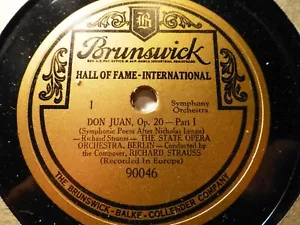 B
Brunswick
HALL OF FAME-INTERNATIONAL
1 Symphony Orchestra
DON JUAN, Op. 20—Part I
(Symphonic Poem After Nicholas Lenau)
—Richard Strauss— THE STATE OPERA
ORCHESTRA, BERLIN—Conducted by
the Composer, RICHARD STRAUSS
(Recorded in Europe)
90046
THE BRUNSWICK-BALKE-COLLENDER COMPANY